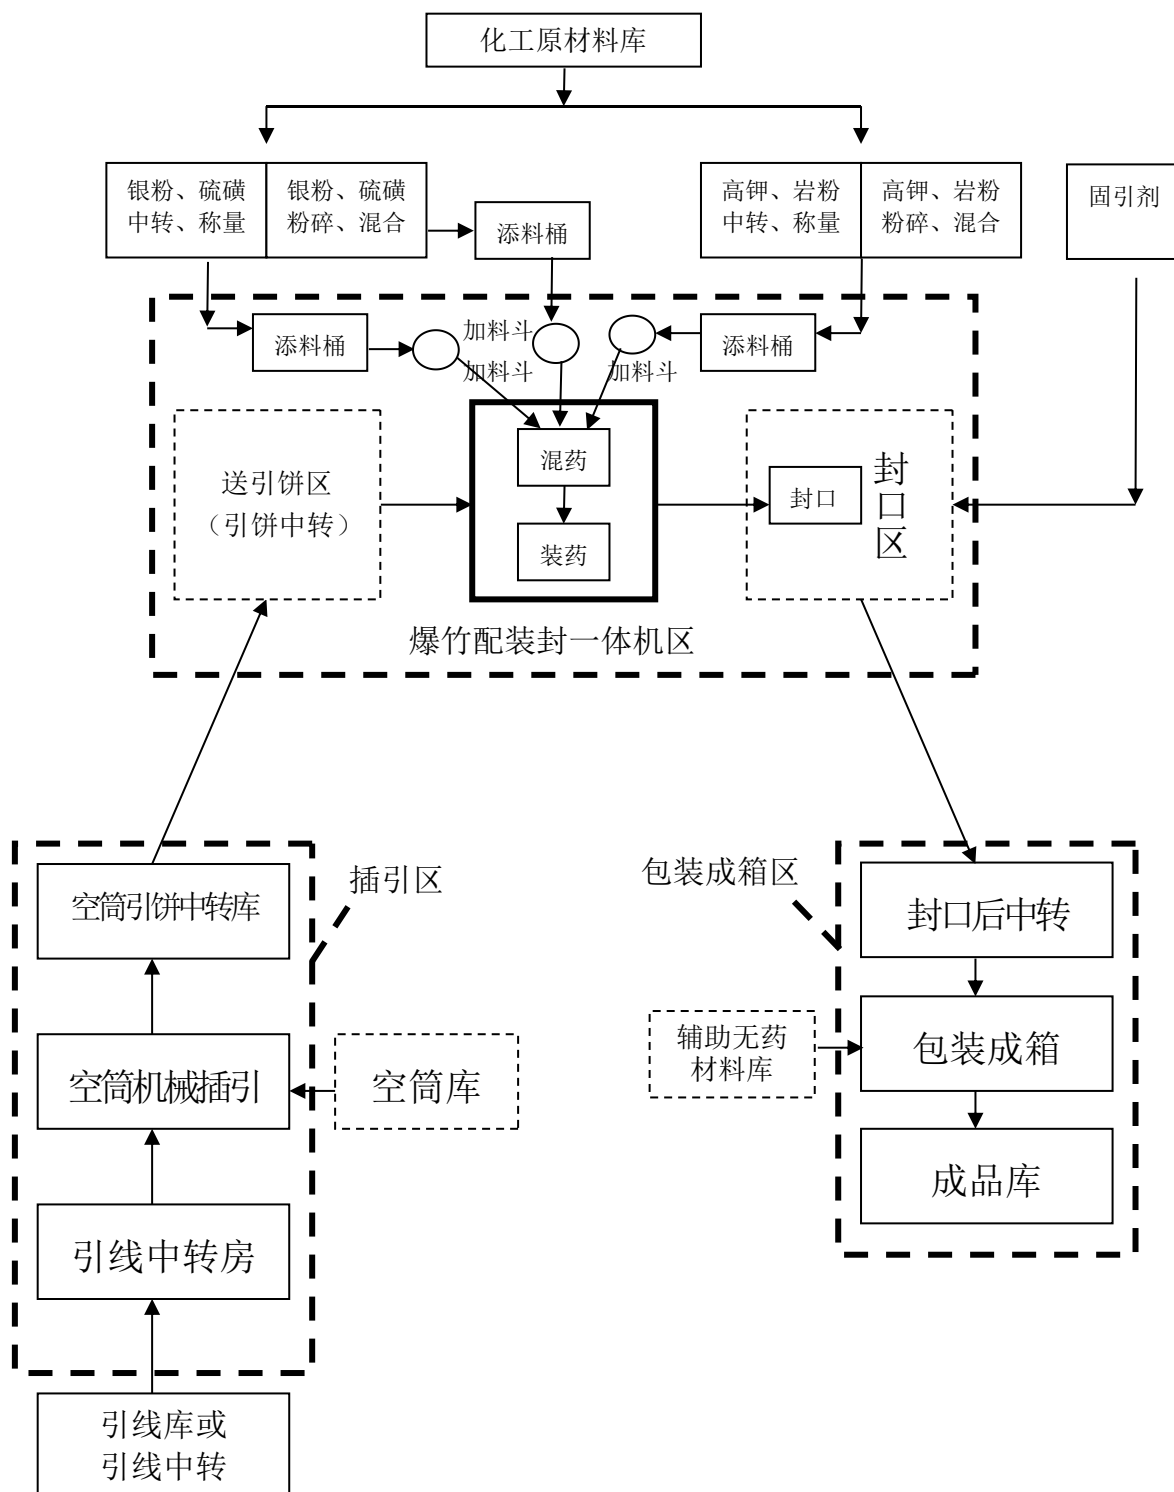 化工原材料库
银粉、硫磺
中转、称量
银粉、硫磺
粉碎、混合
高钾、岩粉
中转、称量
高钾、岩粉
粉碎、混合
固引剂
添料桶
添料桶
加料斗
加料斗
加料斗
添料桶
送引饼区
（引饼中转）
混药
装药
封口
封口区
爆竹配装封一体机区
空筒引饼中转库
插引区
空筒机械插引
空筒库
引线中转房
引线库或
引线中转
包装成箱区
封口后中转
辅助无药
材料库
包装成箱
成品库